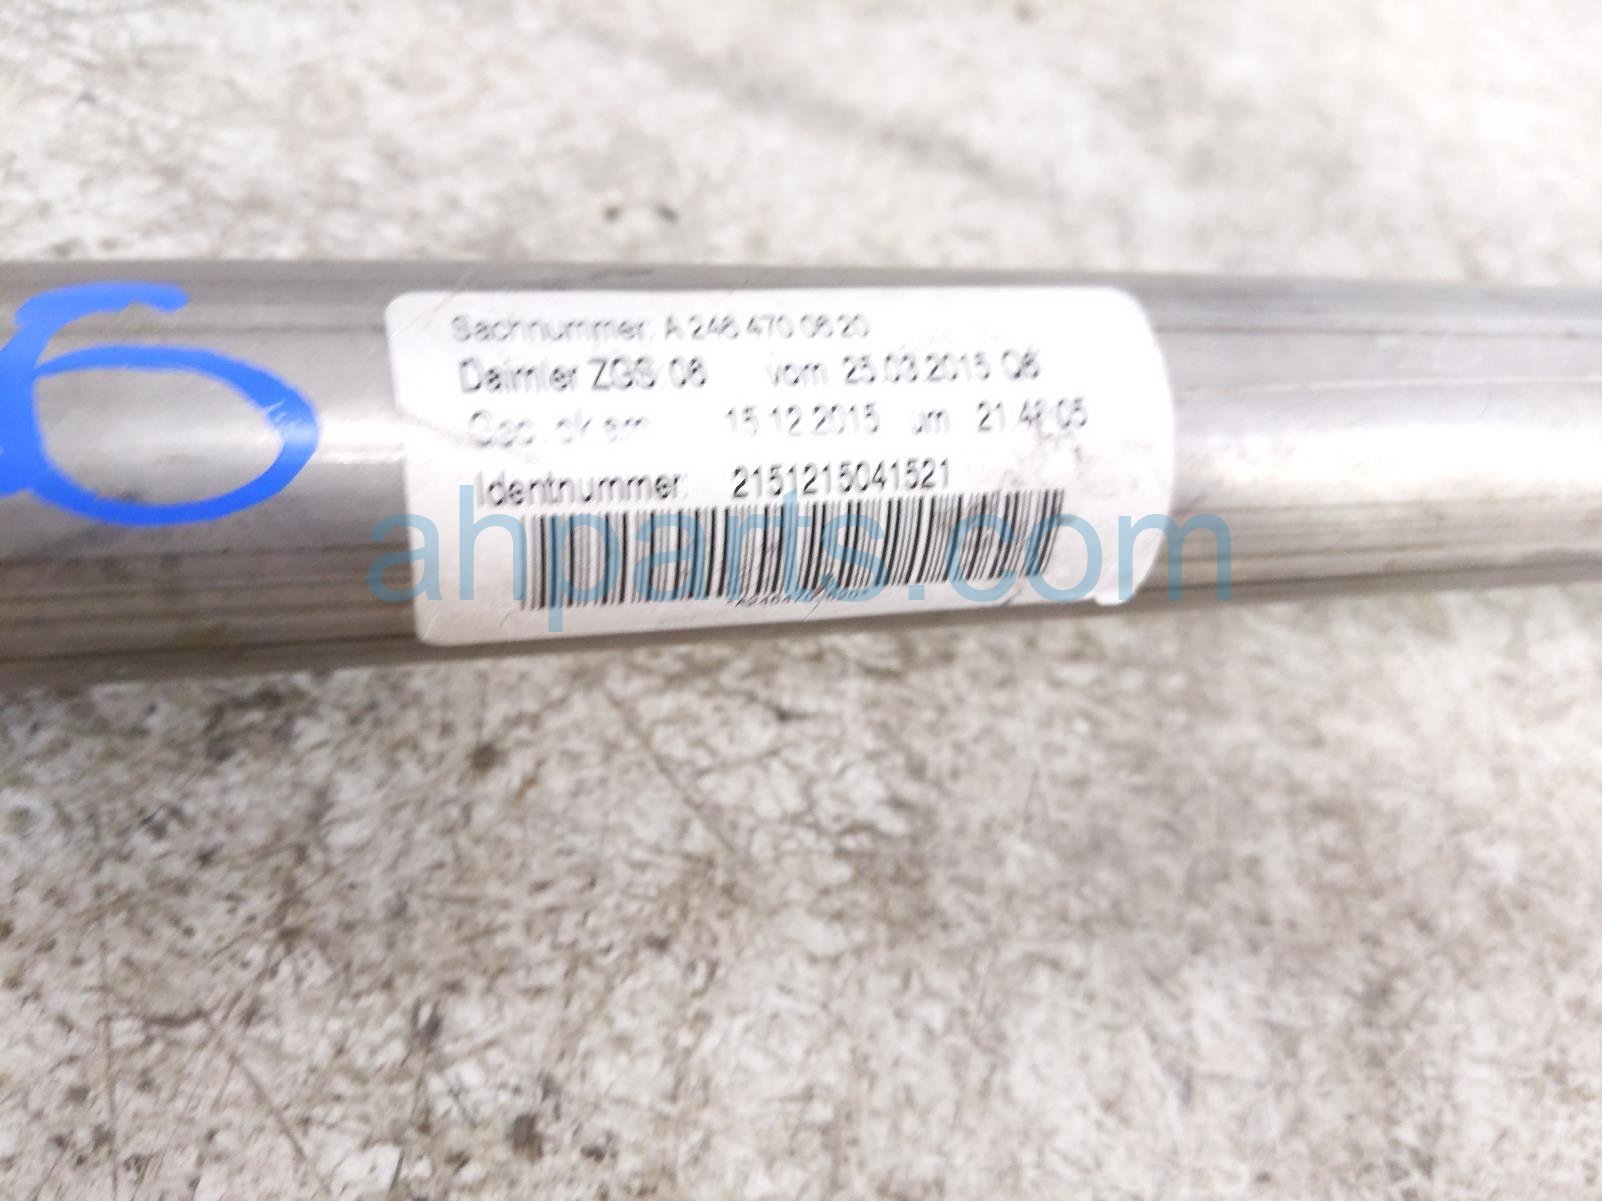 Sachnummer: A 246 470 06 20
Daimler ZGS: 06 vom 25.03.2015 Q6
15.12.2015 um 21:48:05
Identnummer: 2151215041521
ahparts.com
6